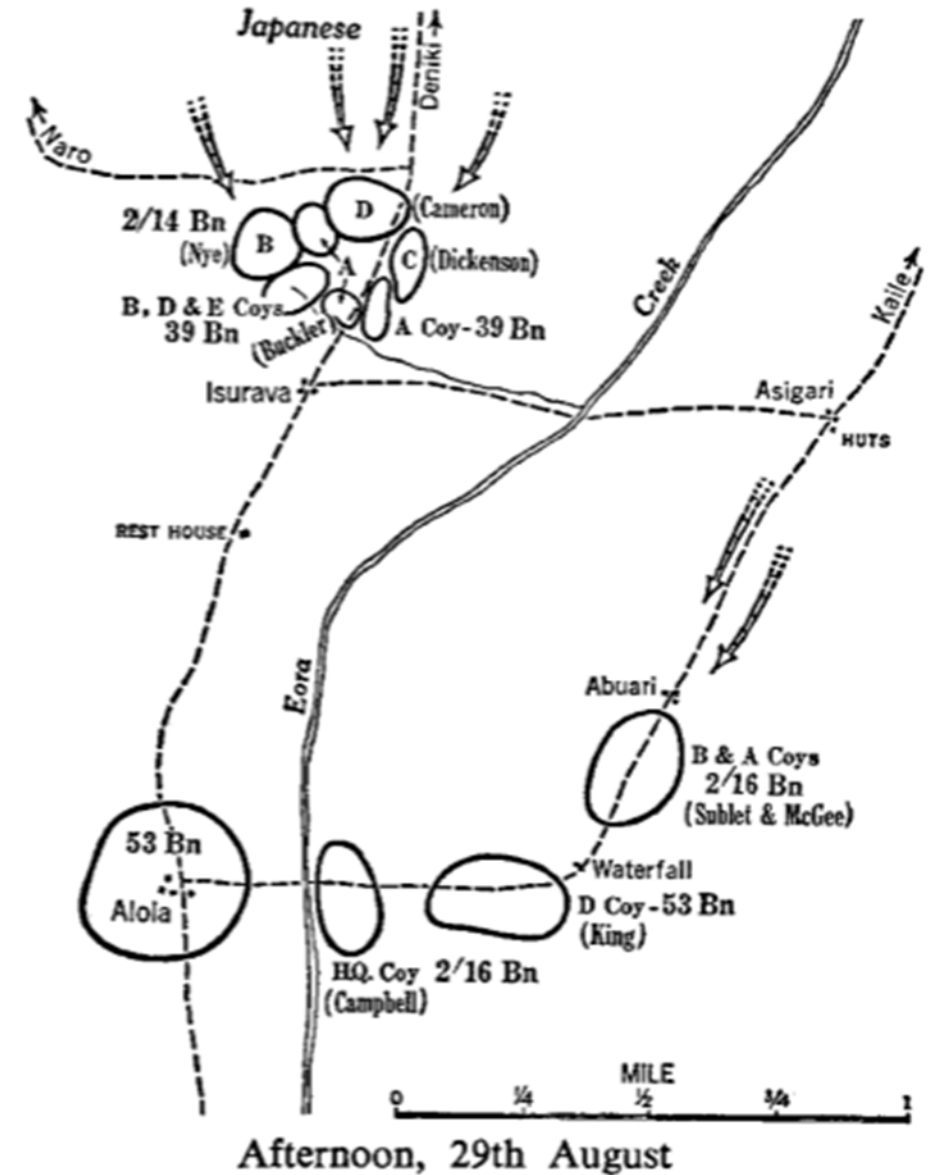 Japanese
Deniki
Naro
2/14 Bn
(Nye)
B
D
(Cameron)
A
C
(Dickenson)
B, D & E Coys
39 Bn
(Buckler)
A Coy-39 Bn
Creek
Kaile
Isurava
Asigari
HUTS
REST HOUSE
Eora
Abuari
B & A Coys
2/16 Bn
(Sublet & McGee)
53 Bn
Alola
Waterfall
D Coy-53 Bn
(King)
H.Q. Coy 2/16 Bn
(Campbell)
MILE
0 1/4 1/2 3/4 1
Afternoon, 29th August